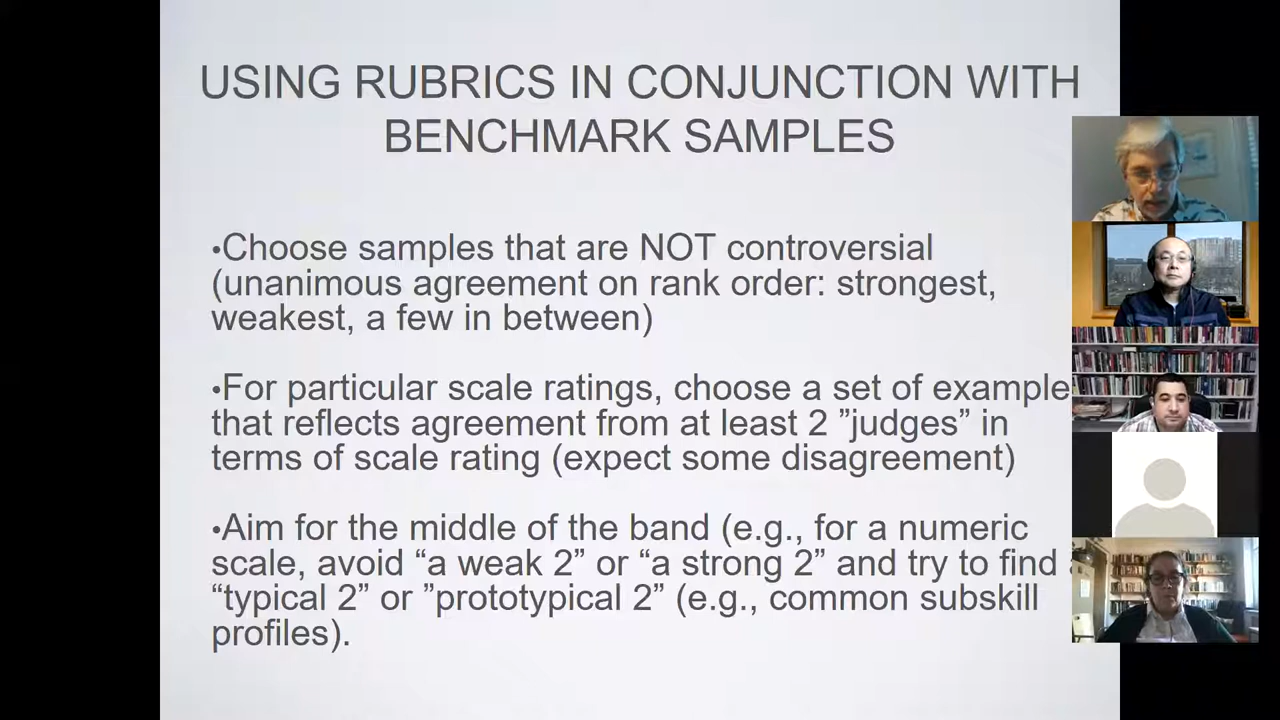 USING RUBRICS IN CONJUNCTION WITH
BENCHMARK SAMPLES
•Choose samples that are NOT controversial
(unanimous agreement on rank order: strongest,
weakest, a few in between)
•For particular scale ratings, choose a set of example
that reflects agreement from at least 2 ”judges” in
terms of scale rating (expect some disagreement)
•Aim for the middle of the band (e.g., for a numeric
scale, avoid “a weak 2” or “a strong 2” and try to find
“typical 2” or ”prototypical 2” (e.g., common subskill
profiles).